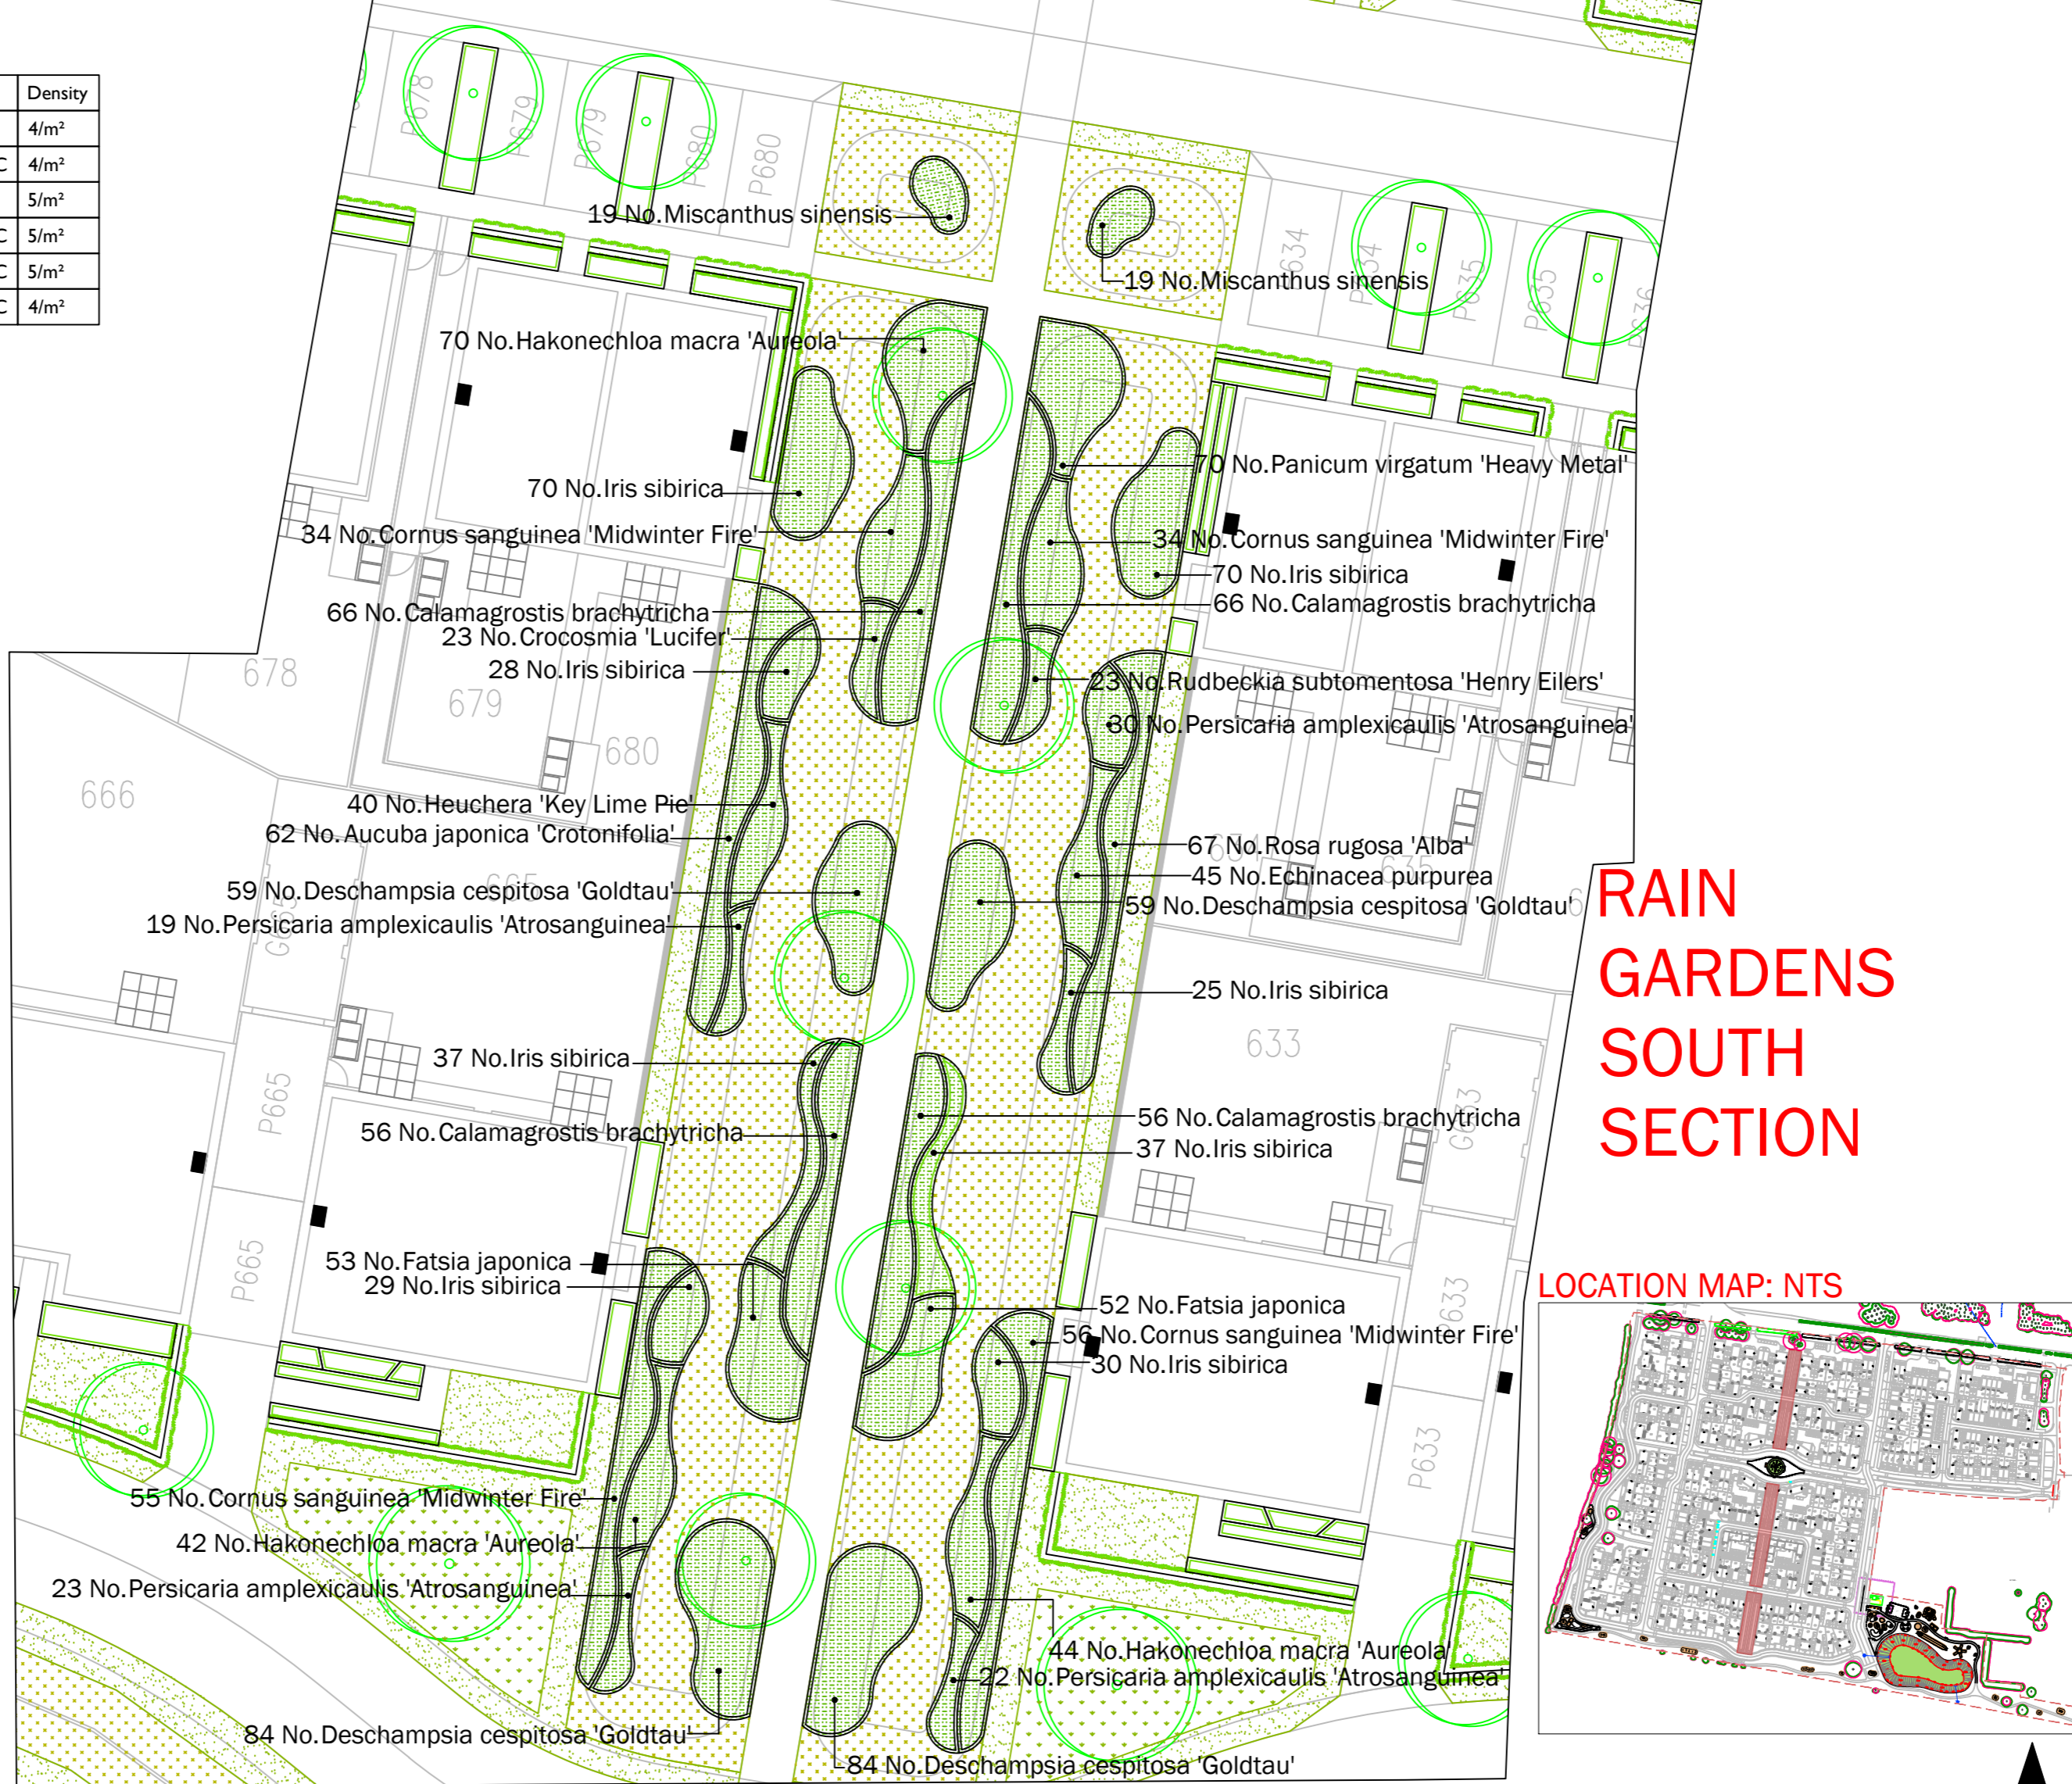 Density
4/m²
C 4/m²
5/m²
C 5/m²
C 5/m²
C 4/m²
P678
P679
P679
P680
P680
634
P634
P635
P635
636
19 No.Miscanthus sinensis
19 No.Miscanthus sinensis
70 No.Hakonechloa macra 'Aureola'
70 No.Panicum virgatum 'Heavy Metal'
70 No.Iris sibirica
34 No.Cornus sanguinea 'Midwinter Fire'
34 No.Cornus sanguinea 'Midwinter Fire'
70 No.Iris sibirica
66 No.Calamagrostis brachytricha
66 No.Calamagrostis brachytricha
23 No.Crocosmia 'Lucifer'
28 No.Iris sibirica
23 No.Rudbeckia subtomentosa 'Henry Eilers'
30 No.Persicaria amplexicaulis 'Atrosanguinea'
678
679
680
666
40 No.Heuchera 'Key Lime Pie'
62 No.Aucuba japonica 'Crotonifolia'
67 No.Rosa rugosa 'Alba'
634
635
45 No.Echinacea purpurea
59 No.Deschampsia cespitosa 'Goldtau'
665
59 No.Deschampsia cespitosa 'Goldtau'
6
19 No.Persicaria amplexicaulis 'Atrosanguinea'
G665
25 No.Iris sibirica
RAIN
GARDENS
SOUTH
SECTION
633
37 No.Iris sibirica
P665
G633
56 No.Calamagrostis brachytricha
56 No.Calamagrostis brachytricha
37 No.Iris sibirica
53 No.Fatsia japonica
29 No.Iris sibirica
P665
P633
LOCATION MAP: NTS
52 No.Fatsia japonica
56 No.Cornus sanguinea 'Midwinter Fire'
30 No.Iris sibirica
P633
55 No.Cornus sanguinea 'Midwinter Fire'
42 No.Hakonechloa macra 'Aureola'
23 No.Persicaria amplexicaulis 'Atrosanguinea'
44 No.Hakonechloa macra 'Aureola'
22 No.Persicaria amplexicaulis 'Atrosanguinea'
84 No.Deschampsia cespitosa 'Goldtau'
84 No.Deschampsia cespitosa 'Goldtau'